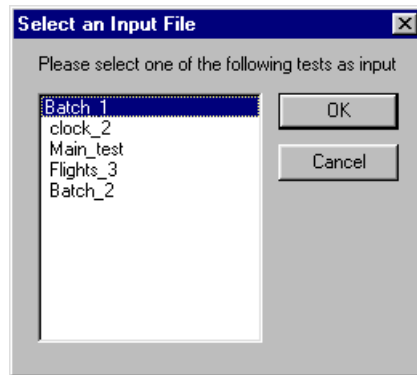 Select an Input File
Please select one of the following tests as input
Batch_1
clock_2
Main_test
Flights_3
Batch_2
OK
Cancel